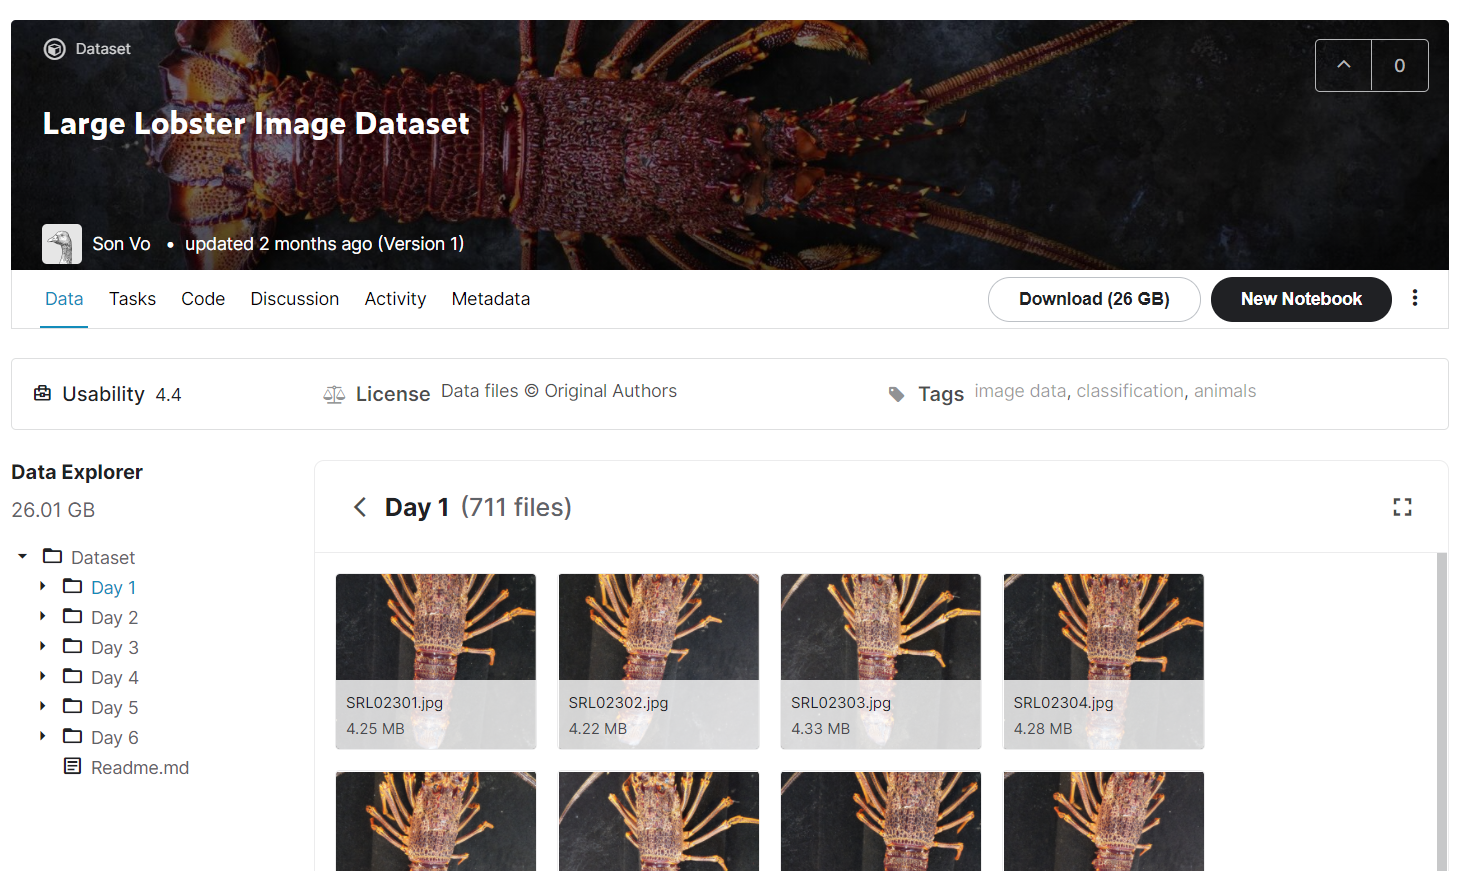 Dataset
0
Large Lobster Image Dataset
Son Vo • updated 2 months ago (Version 1)
Data Tasks Code Discussion Activity Metadata Download (26 GB) New Notebook
Usability 4.4 License Data files © Original Authors Tags image data, classification, animals
Data Explorer
26.01 GB
Dataset
Day 1
Day 2
Day 3
Day 4
Day 5
Day 6
Readme.md
Day 1 (711 files)
SRL02301.jpg
4.25 MB
SRL02302.jpg
4.22 MB
SRL02303.jpg
4.33 MB
SRL02304.jpg
4.28 MB